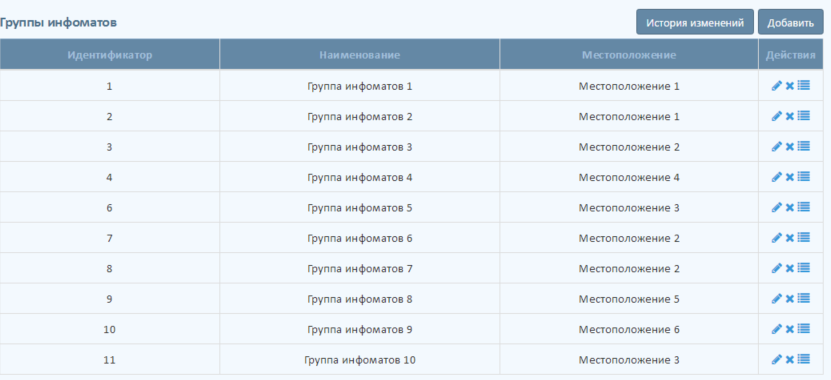 Группы инфоматов История изменений Добавить
Идентификатор Наименование Местоположение Действия
1 Группа инфоматов 1 Местоположение 1
2 Группа инфоматов 2 Местоположение 1
3 Группа инфоматов 3 Местоположение 2
4 Группа инфоматов 4 Местоположение 4
6 Группа инфоматов 5 Местоположение 3
7 Группа инфоматов 6 Местоположение 2
8 Группа инфоматов 7 Местоположение 2
9 Группа инфоматов 8 Местоположение 5
10 Группа инфоматов 9 Местоположение 6
11 Группа инфоматов 10 Местоположение 3